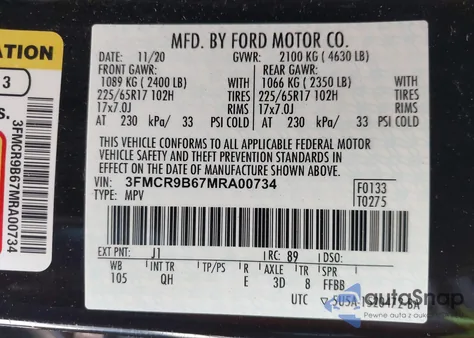 MFD. BY FORD MOTOR CO.
DATE: 11/20 GVWR: 2100 KG ( 4630 LB)
FRONT GAWR: REAR GAWR:
1089 KG ( 2400 LB) WITH 1066 KG ( 2350 LB) WITH
225/65R17 102H TIRES 225/65R17 102H TIRES
17x7.0J RIMS 17x7.0J RIMS
AT 230 kPa/ 33 PSI COLD AT 230 kPa/ 33 PSI COLD
THIS VEHICLE CONFORMS TO ALL APPLICABLE FEDERAL MOTOR
VEHICLE SAFETY AND THEFT PREVENTION STANDARDS IN
EFFECT ON THE DATE OF MANUFACTURE SHOWN ABOVE.
VIN: 3FMCR9B67MRA00734
TYPE: MPV
F0133
T0275
EXT PNT: J1 RC: 89 DSO:
WB INT TR TP/PS R AXLE TR SPR
105 QH E 3D 8 FFBB
UTC
ATION
3
3FMCR9B67MRA00734
autoSnap
Pewne auta z aukcji